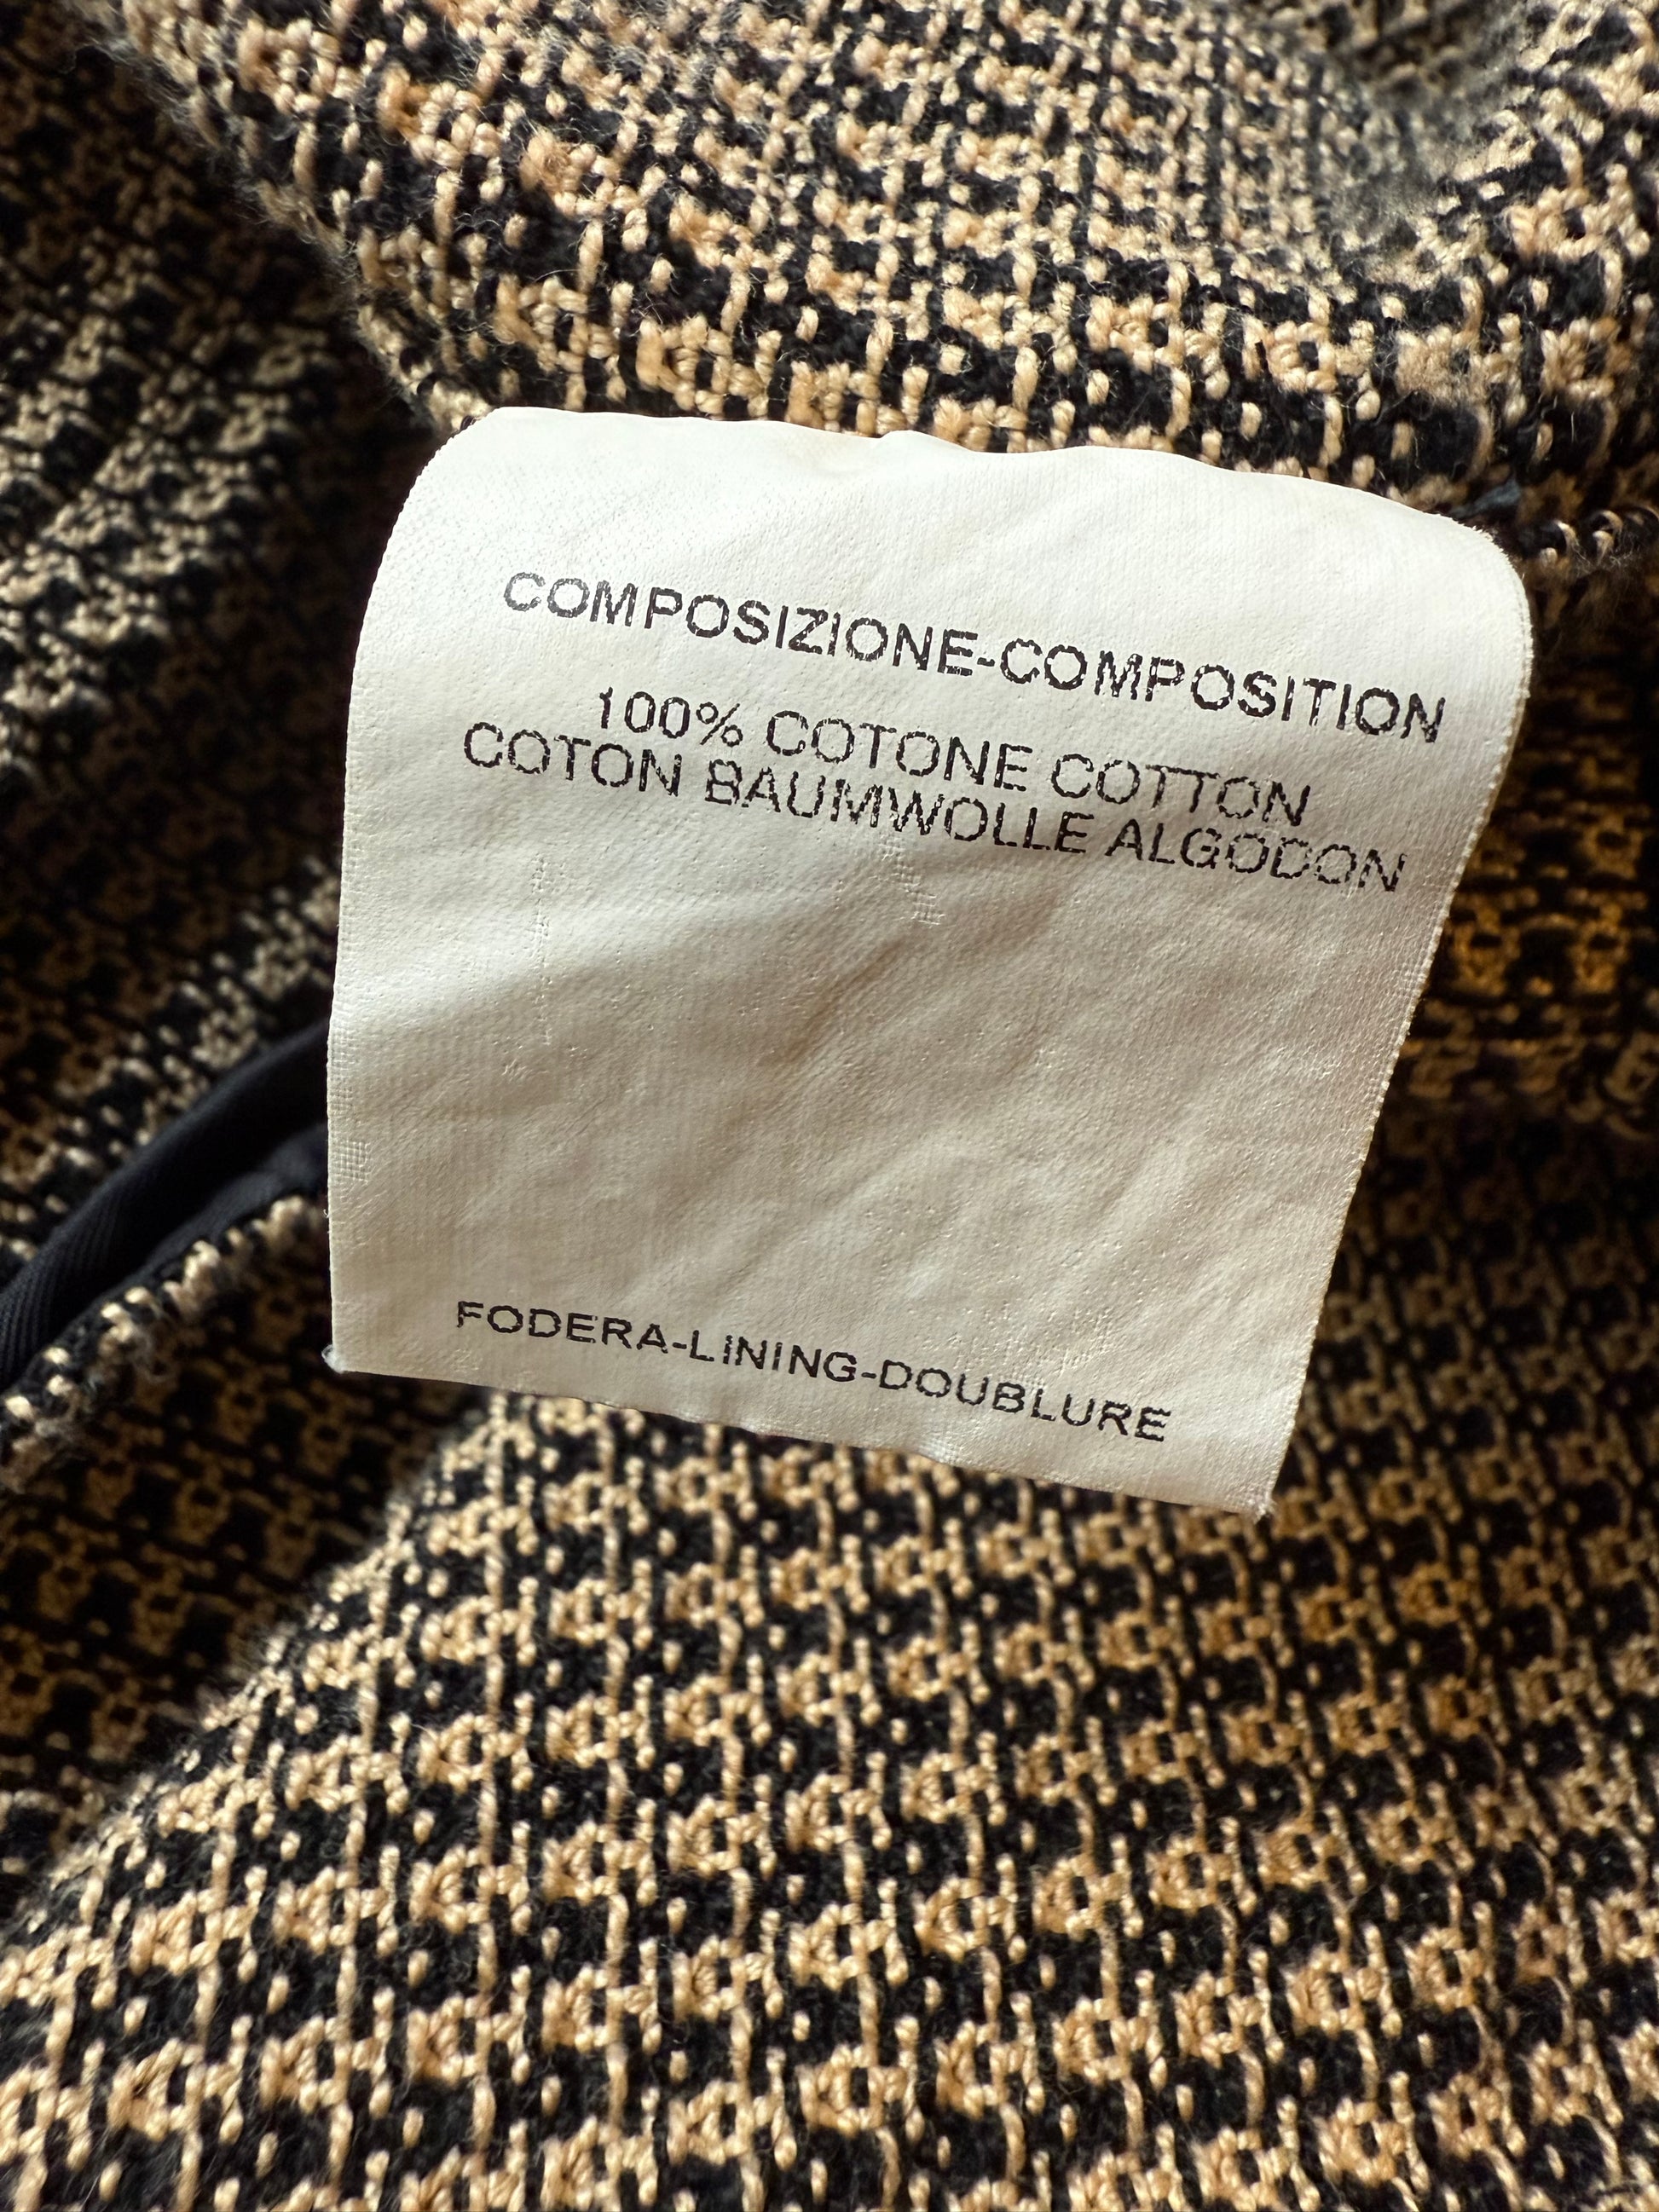 COMPOSIZIONE-COMPOSITION
100% COTONE COTTON
COTON BAUMWOLLE ALGODON
FODERA-LINING-DOUBLURE